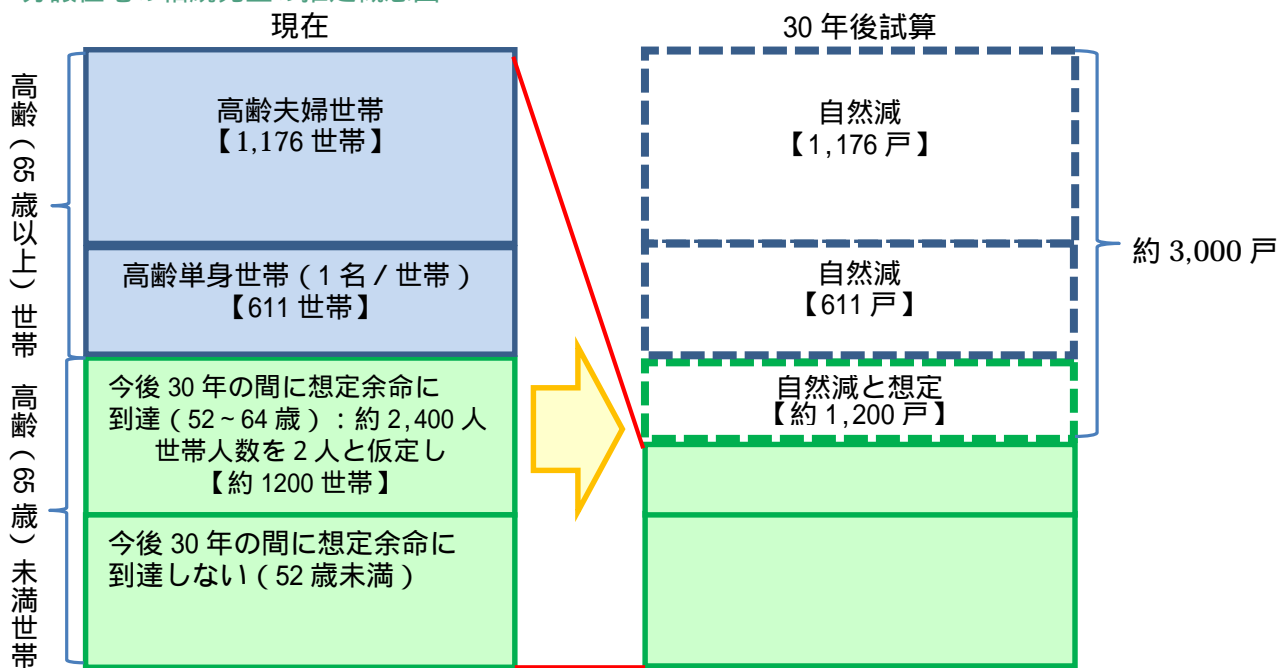 現在
30 年後試算
高齢（65 歳以上）世帯
高齢夫婦世帯
【1,176 世帯】
高齢単身世帯（1 名 / 世帯）
【611 世帯】
高齢（65 歳）未満世帯
今後 30 年の間に想定余命に
到達（52～64 歳）：約 2,400 人
世帯人数を 2 人と仮定し
【約 1200 世帯】
今後 30 年の間に想定余命に
到達しない（52 歳未満）
自然減
【1,176 戸】
自然減
【611 戸】
自然減と想定
【約 1,200 戸】
約 3,000 戸